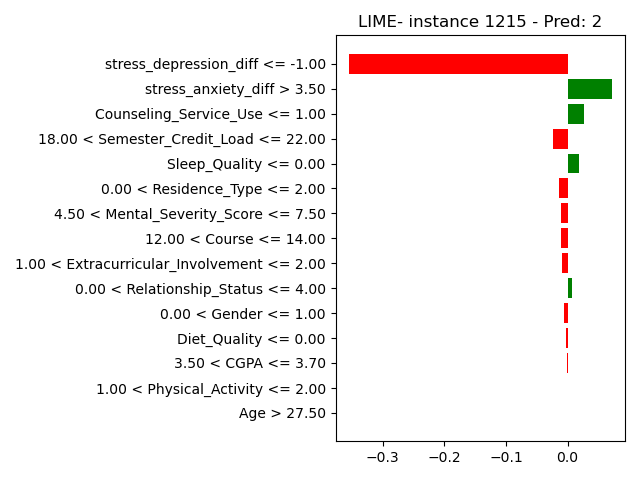 LIME- instance 1215 - Pred: 2
stress_depression_diff <= -1.00
stress_anxiety_diff > 3.50
Counseling_Service_Use <= 1.00
18.00 < Semester_Credit_Load <= 22.00
Sleep_Quality <= 0.00
0.00 < Residence_Type <= 2.00
4.50 < Mental_Severity_Score <= 7.50
12.00 < Course <= 14.00
1.00 < Extracurricular_Involvement <= 2.00
0.00 < Relationship_Status <= 4.00
0.00 < Gender <= 1.00
Diet_Quality <= 0.00
3.50 < CGPA <= 3.70
1.00 < Physical_Activity <= 2.00
Age > 27.50
−0.3 −0.2 −0.1 0.0